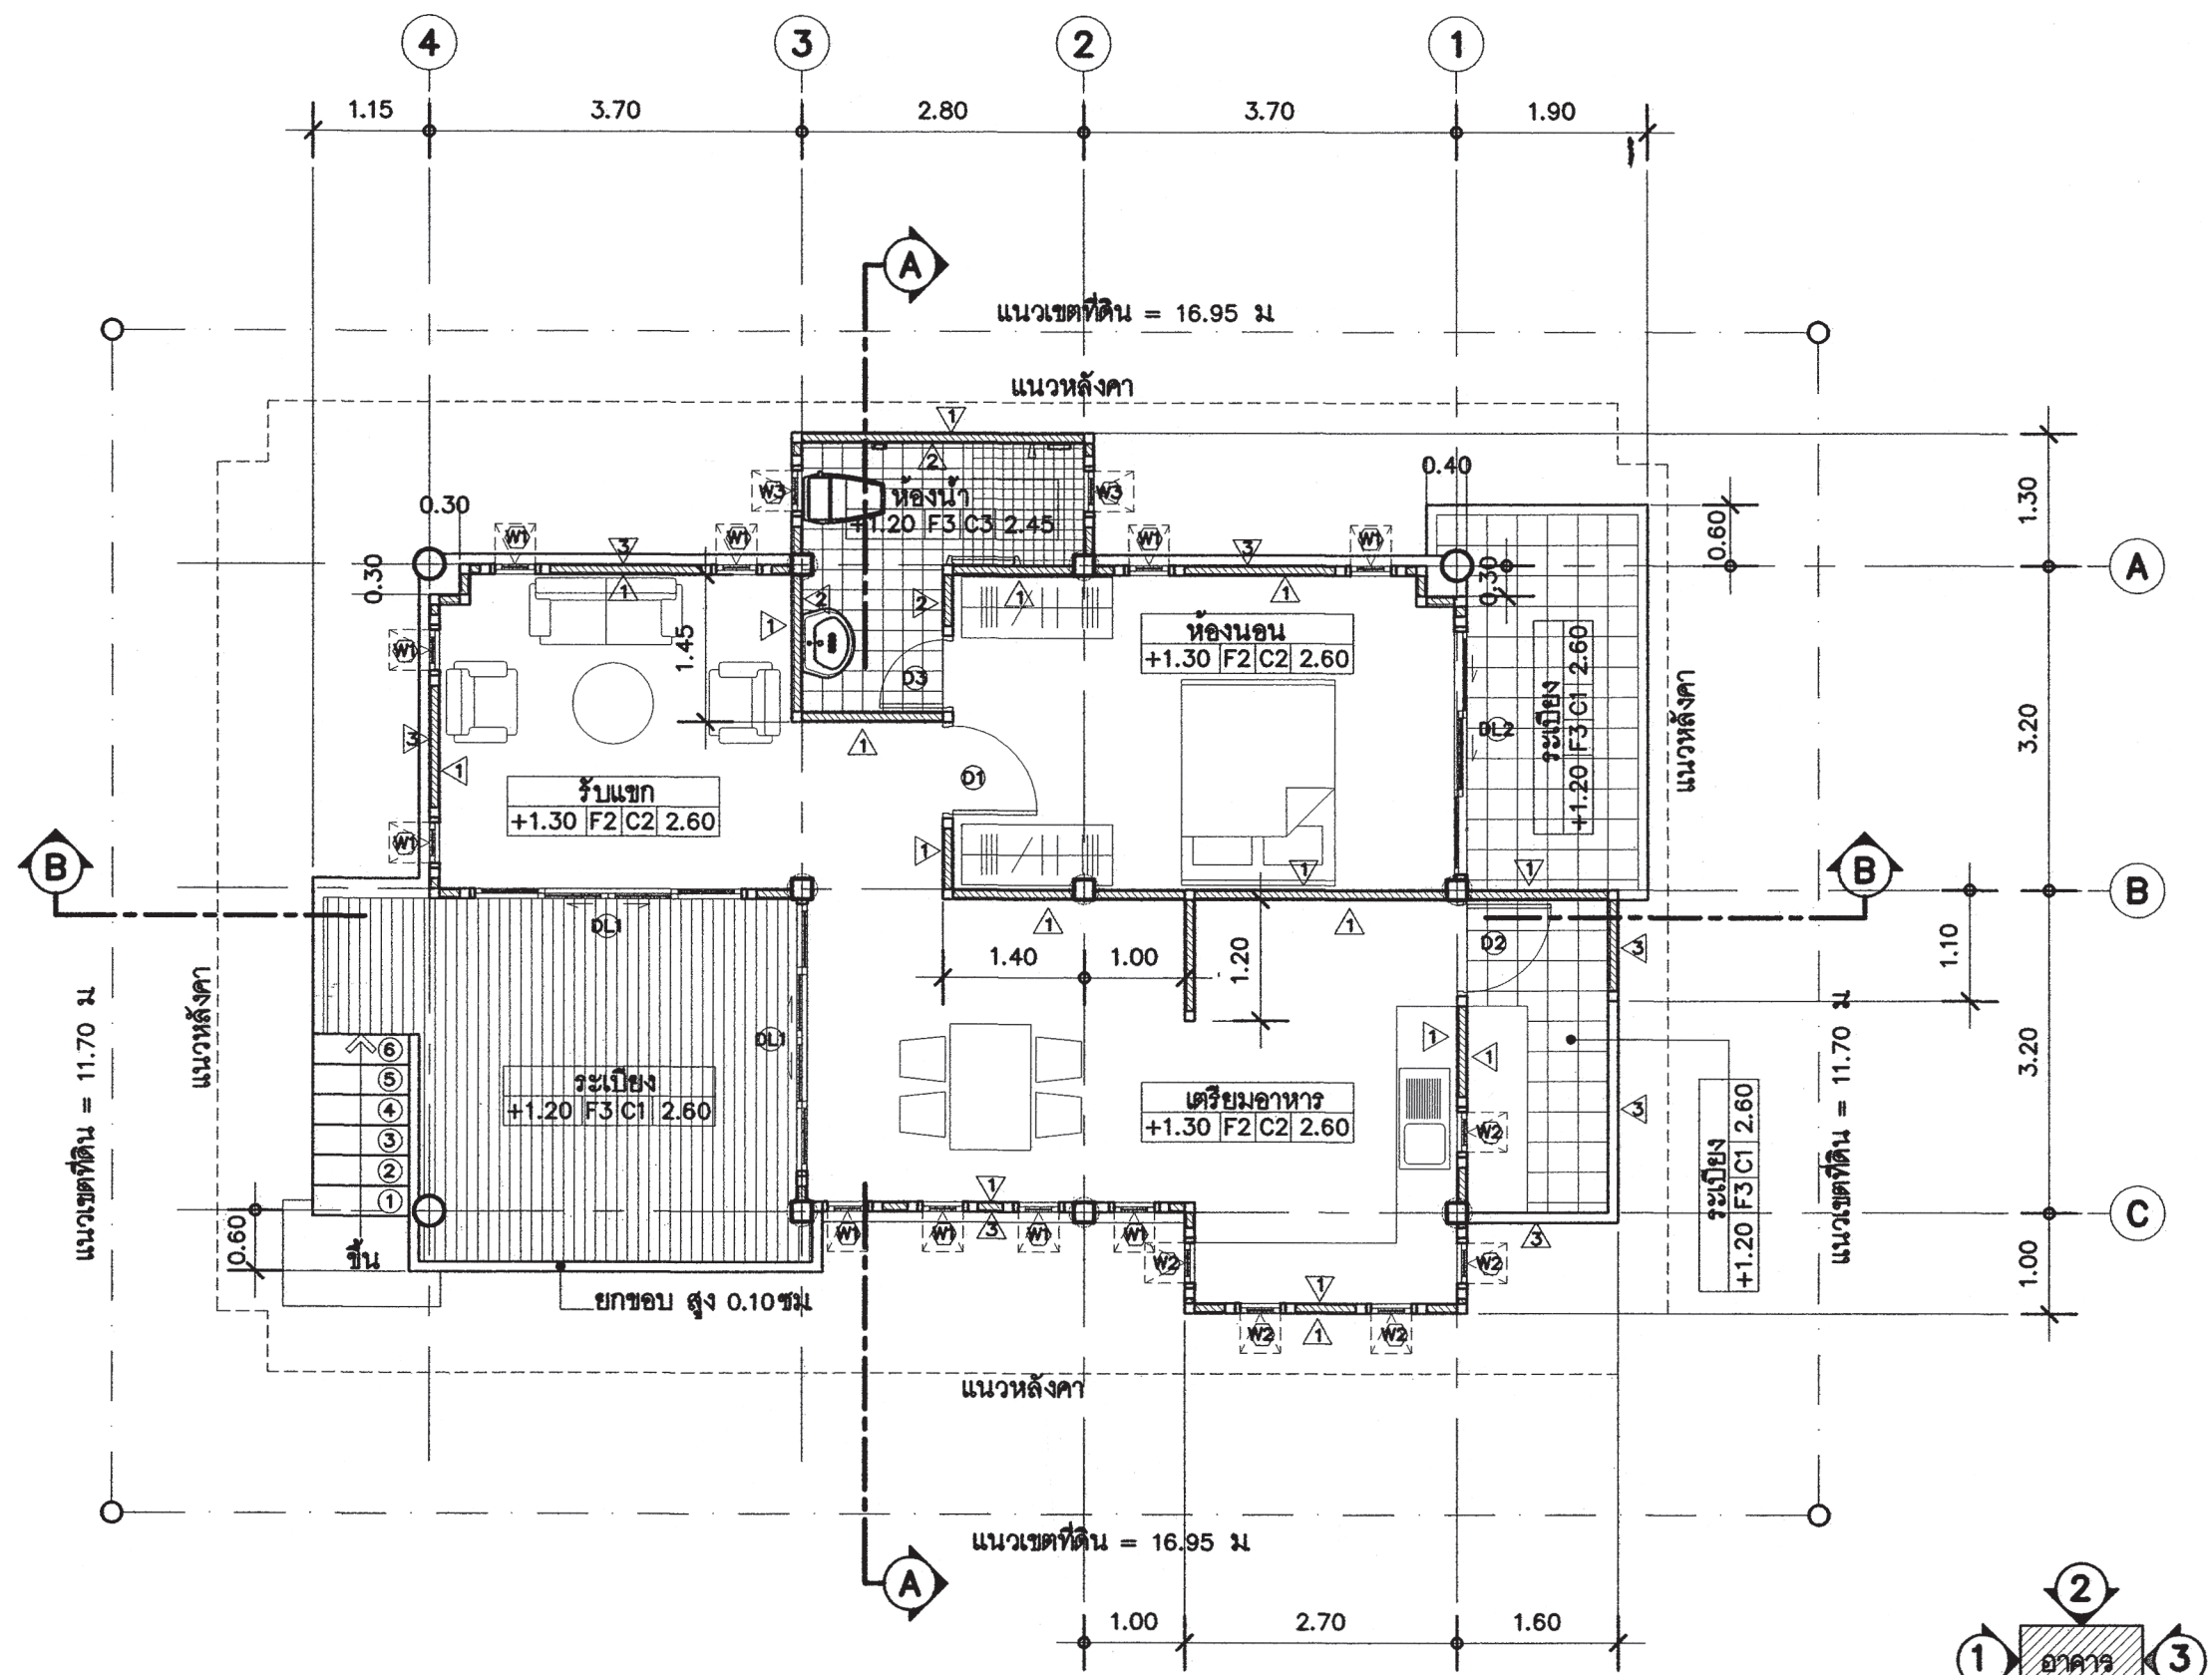 4
3
2
1
1.15
3.70
2.80
3.70
1.90
A
แนวเขตที่ดิน = 16.95 ม
แนวหลังคา
1
2
0.40
0.30
W3
ห้องน้ำ
+1.20 F3 C3 2.45
W3
1.30
0.60
W1
3
W1
W1
3
W1
A
0.30
1
1
1
0.30
2
2
1
W1
1.45
ห้องนอน
+1.30 F2 C2 2.60
D3
ระเบียง
+1.20 F3 C1 2.60
แนวหลังคา
3.20
3
1
1
DL2
D1
รับแขก
+1.30 F2 C2 2.60
W1
1
B
1
1
B
B
DL1
1
1
D2
3
1.10
1.40
1.00
1.20
แนวหลังคา
แนวเขตที่ดิน = 11.70 ม
DL1
1
1
6
5
4
3
2
1
ระเบียง
+1.20 F3 C1 2.60
เตรียมอาหาร
+1.30 F2 C2 2.60
W2
3
3.20
ระเบียง
+1.20 F3 C1 2.60
แนวเขตที่ดิน = 11.70 ม
C
1
0.60
ขึ้น
W1
W1
3
W1
W1
3
W2
W2
1.00
ยกขอบ สูง 0.10ซม
1
W2
1
W2
แนวหลังคา
แนวเขตที่ดิน = 16.95 ม
A
1.00
2.70
1.60
2
1
อาคาร
3